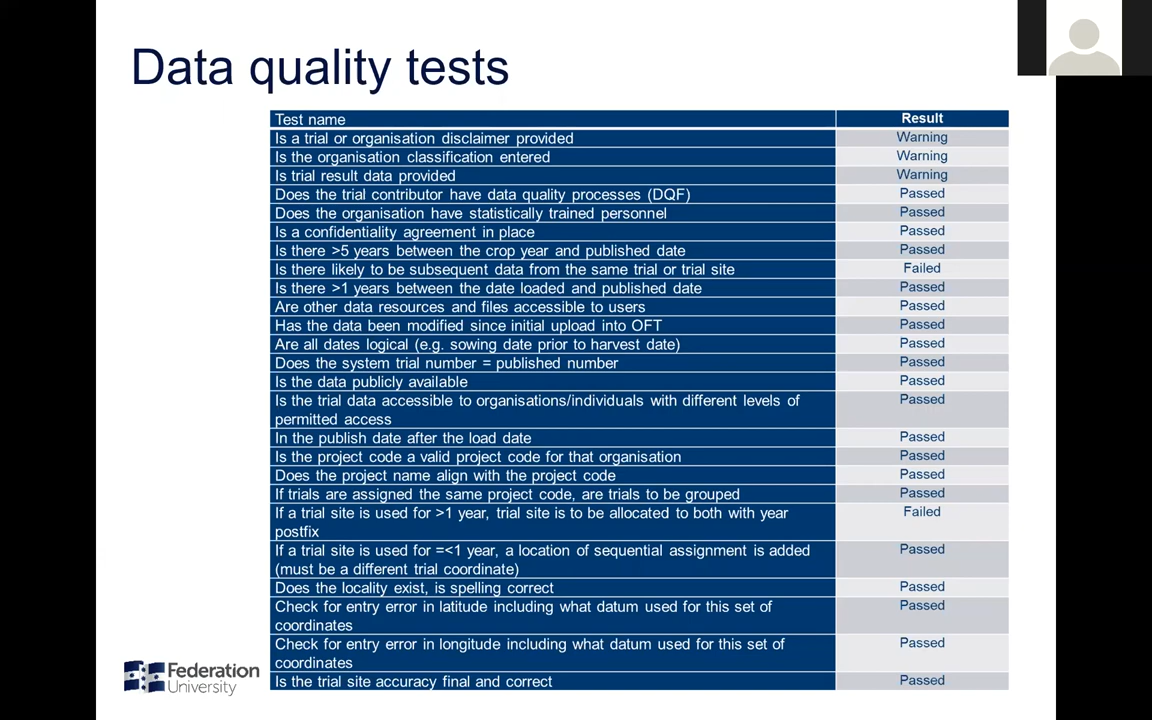 Data quality tests
Test name Result
Is a trial or organisation disclaimer provided Warning
Is the organisation classification entered Warning
Is trial result data provided Warning
Does the trial contributor have data quality processes (DQF) Passed
Does the organisation have statistically trained personnel Passed
Is a confidentiality agreement in place Passed
Is there >5 years between the crop year and published date Passed
Is there likely to be subsequent data from the same trial or trial site Failed
Is there >1 years between the date loaded and published date Passed
Are other data resources and files accessible to users Passed
Has the data been modified since initial upload into OFT Passed
Are all dates logical (e.g. sowing date prior to harvest date) Passed
Does the system trial number = published number Passed
Is the data publicly available Passed
Is the trial data accessible to organisations/individuals with different levels of Passed
permitted access
In the publish date after the load date Passed
Is the project code a valid project code for that organisation Passed
Does the project name align with the project code Passed
If trials are assigned the same project code, are trials to be grouped Passed
If a trial site is used for >1 year, trial site is to be allocated to both with year Failed
postfix
If a trial site is used for =<1 year, a location of sequential assignment is added Passed
(must be a different trial coordinate)
Does the locality exist, is spelling correct Passed
Check for entry error in latitude including what datum used for this set of Passed
coordinates
Check for entry error in longitude including what datum used for this set of Passed
coordinates
Is the trial site accuracy final and correct Passed
Federation
University